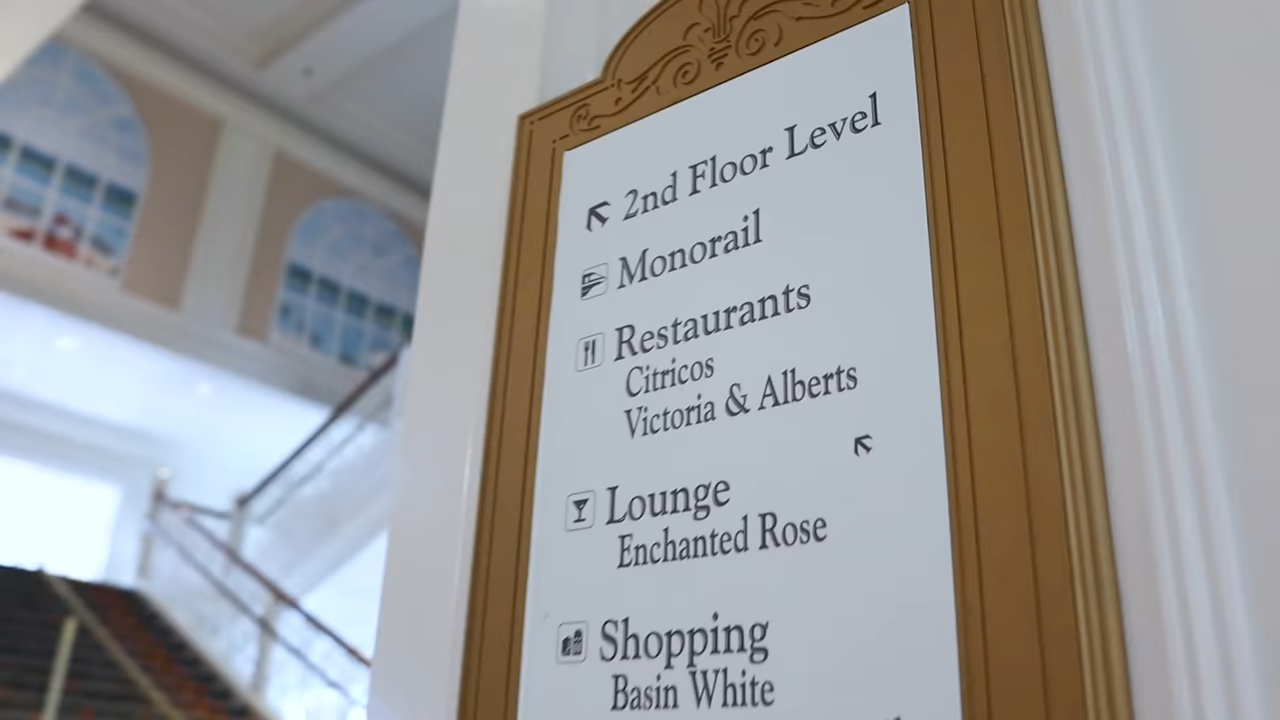 2nd Floor Level
Monorail
Restaurants
Citricos
Victoria & Alberts
Lounge
Enchanted Rose
Shopping
Basin White